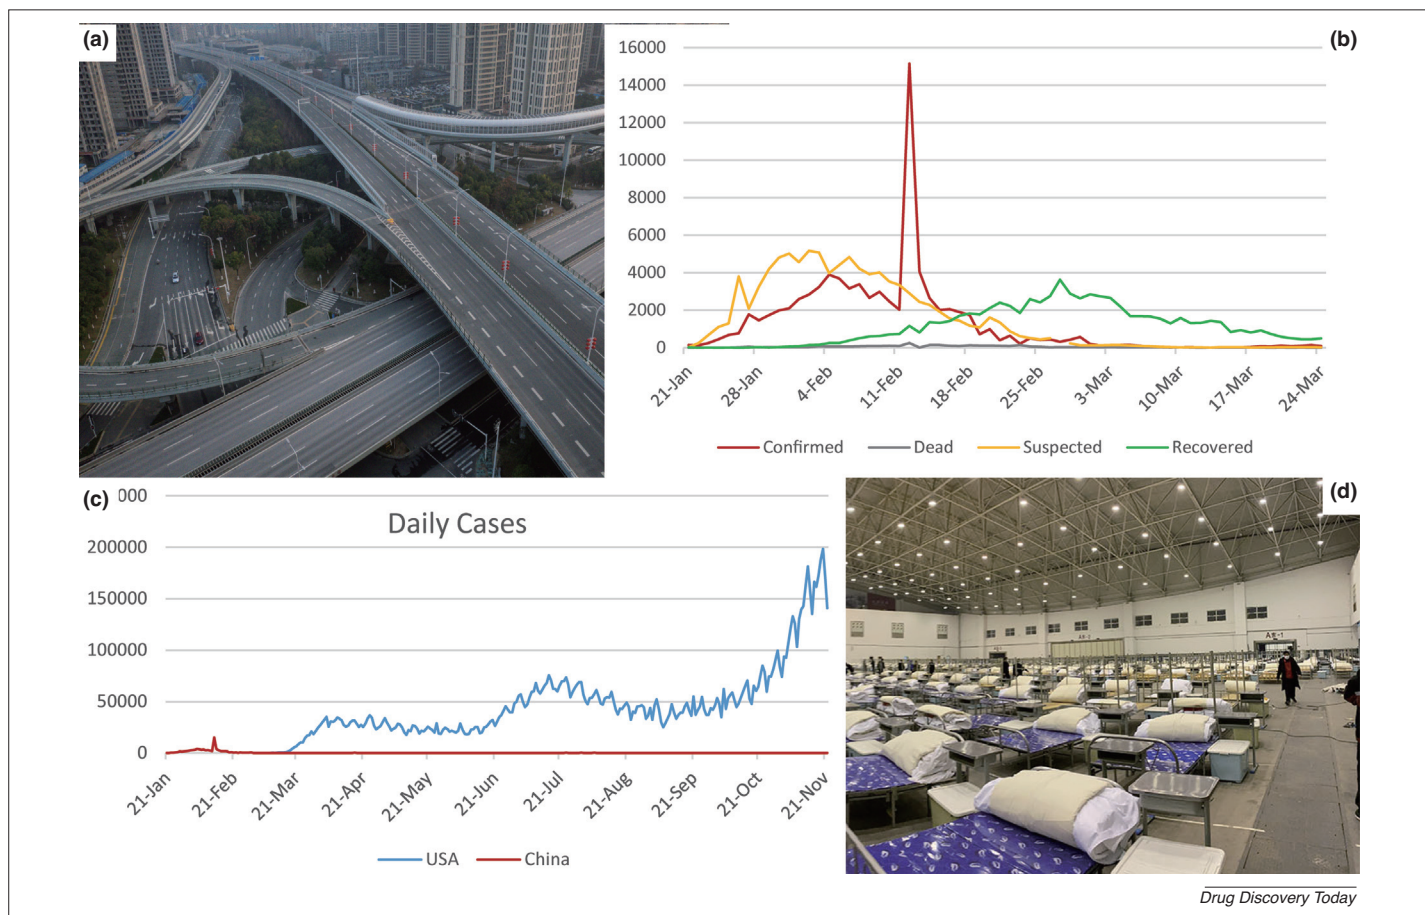 (a)
(b)
16000
14000
12000
10000
8000
6000
4000
2000
0
21-Jan
28-Jan
4-Feb
11-Feb
18-Feb
25-Feb
3-Mar
10-Mar
17-Mar
24-Mar
Confirmed
Dead
Suspected
Recovered
(c)
000
Daily Cases
200000
150000
100000
50000
0
21-Jan
21-Feb
21-Mar
21-Apr
21-May
21-Jun
21-Jul
21-Aug
21-Sep
21-Oct
21-Nov
USA
China
(d)
Drug Discovery Today